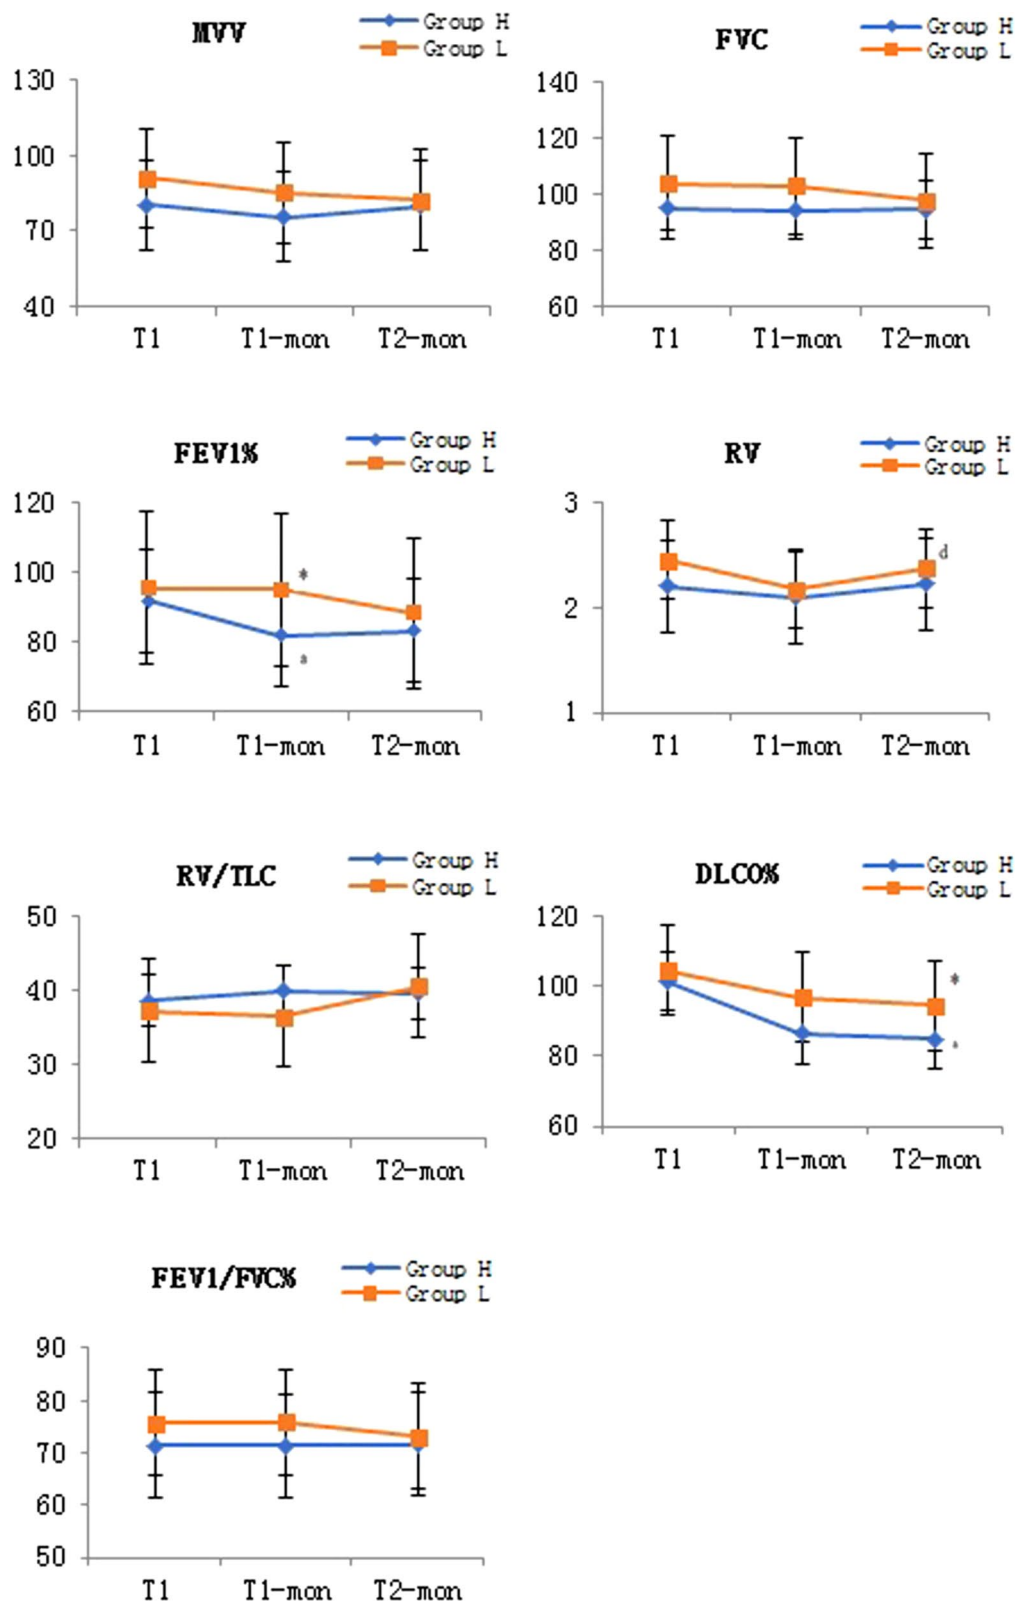 MVV
Group H
Group L
130
100
70
40
T1
T1-mon
T2-mon
FVC
Group H
Group L
140
120
100
80
60
T1
T1-mon
T2-mon
FEV1%
Group H
Group L
120
100
80
60
*
T1
T1-mon
T2-mon
RV
Group H
Group L
3
2
1
d
T1
T1-mon
T2-mon
RV/TLC
Group H
Group L
50
40
30
20
T1
T1-mon
T2-mon
DLCO%
Group H
Group L
120
100
80
60
*
T1
T1-mon
T2-mon
FEV1/FVC%
Group H
Group L
90
80
70
60
50
T1
T1-mon
T2-mon